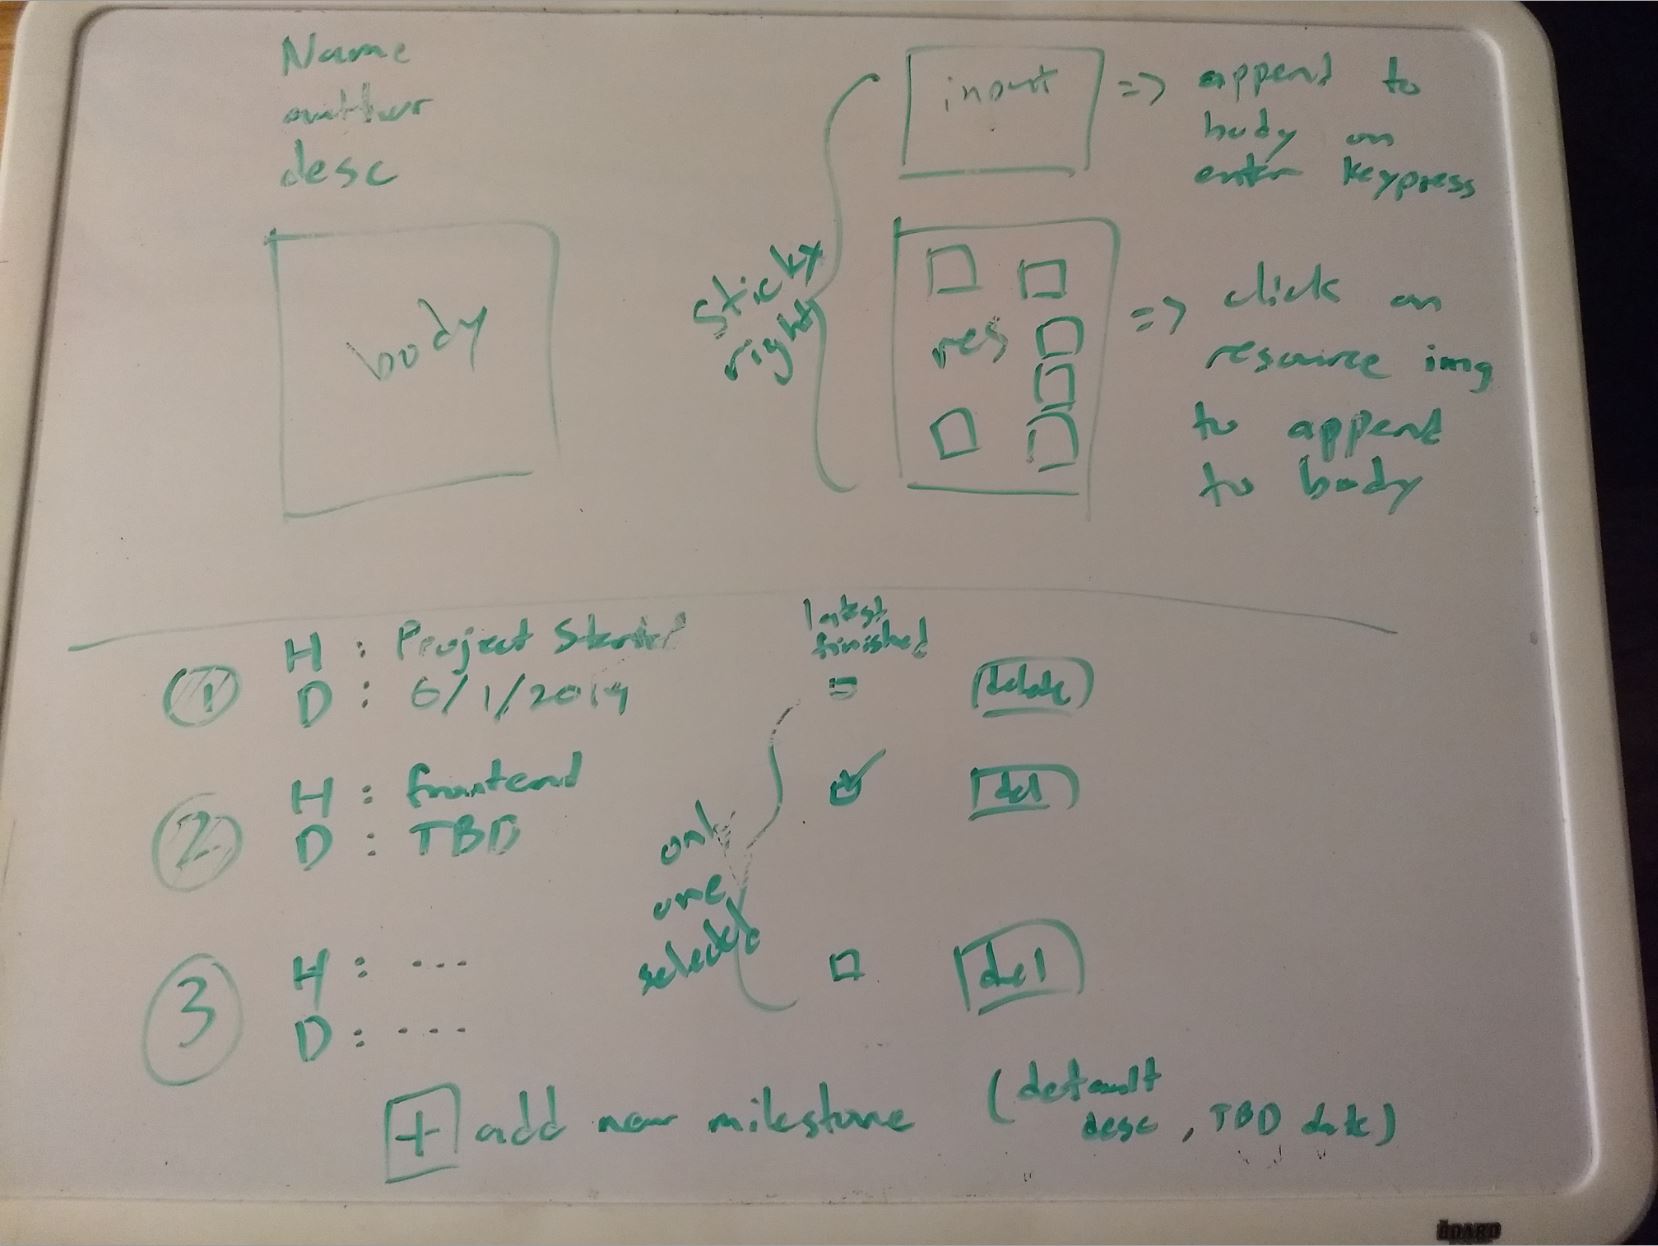 Name
author
desc
body
sticky
right
input
=> append to
body on
enter keypress
res
=> click on
resource img
to append
to body
1
H : Project Started
D : 6/1/2019
latest
finished
delete
2
H : frontend
D : TBD
del
only
one
selected
3
H : ...
D : ....
del
+ add new milestone
(default
desc, TBD date)
BOARD